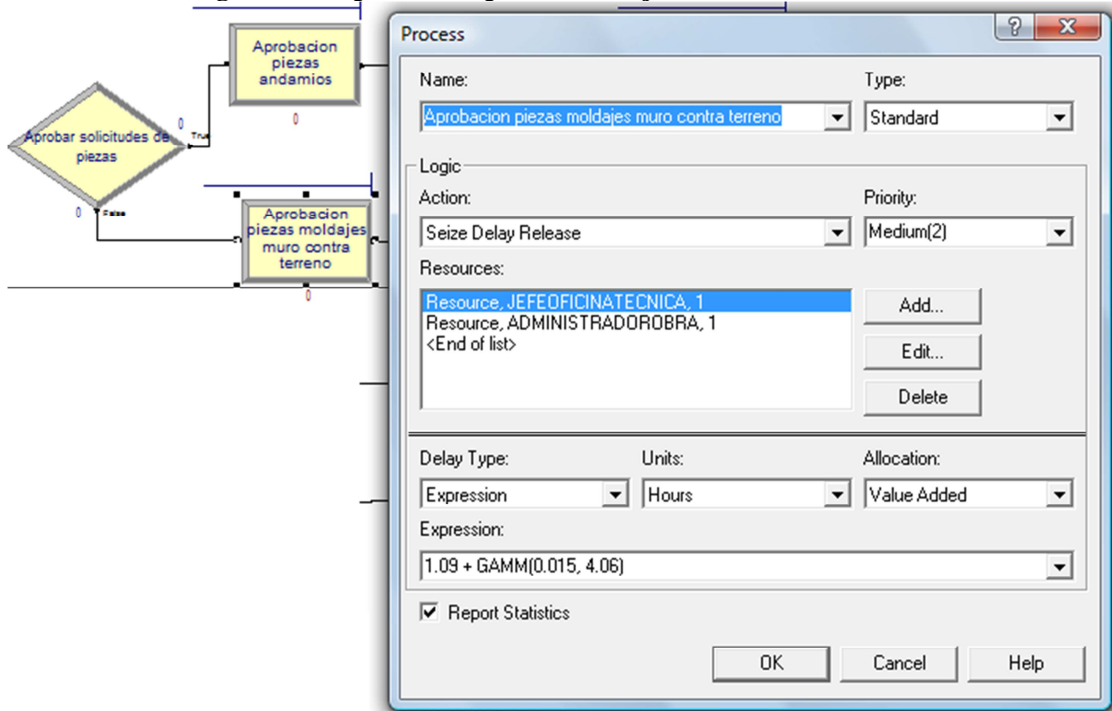 Aprobacion
piezas
andamios
0
Aprobar solicitudes de
piezas
0
True
0
False
Aprobacion
piezas moldajes
muro contra
terreno
0
Process
Name:
Type:
Aprobacion piezas moldajes muro contra terreno
Standard
Logic
Action:
Priority:
Seize Delay Release
Medium(2)
Resources:
Resource, JEFEOFICINATECNICA, 1
Resource, ADMINISTRADOROBRA, 1
<End of list>
Add...
Edit...
Delete
Delay Type:
Units:
Allocation:
Expression
Hours
Value Added
Expression:
1.09 + GAMM(0.015, 4.06)
Report Statistics
OK
Cancel
Help